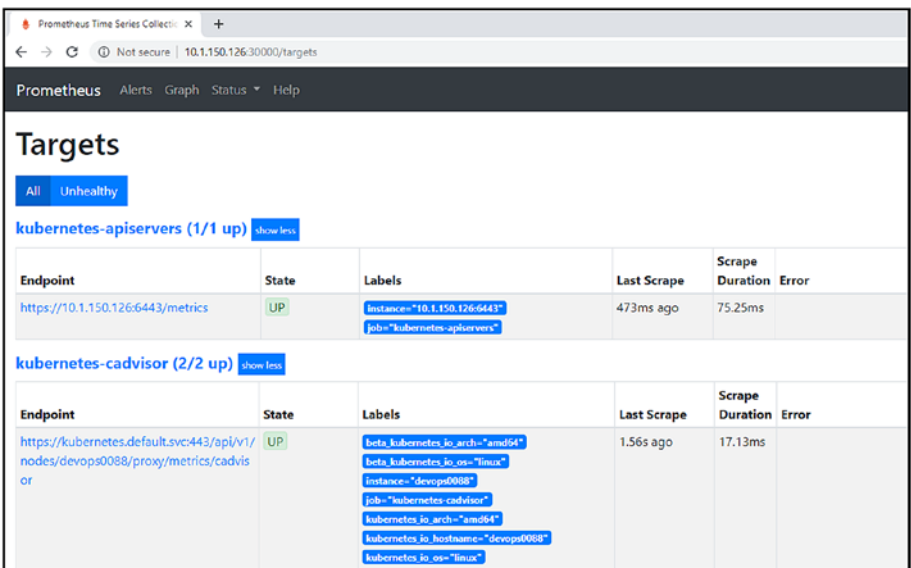 Prometheus Time Series Collectic
Not secure | 10.1.150.126:30000/targets
Prometheus Alerts Graph Status Help
Targets
All Unhealthy
kubernetes-apiservers (1/1 up) show less
Endpoint State Labels Last Scrape Scrape Duration Error
https://10.1.150.126:6443/metrics UP instance="10.1.150.126:6443" 473ms ago 75.25ms
job="kubernetes-apiservers"
kubernetes-cadvisor (2/2 up) show less
Endpoint State Labels Last Scrape Scrape Duration Error
https://kubernetes.default.svc:443/api/v1/ UP beta_kubernetes_io_arch="amd64" 1.56s ago 17.13ms
nodes/devops0088/proxy/metrics/cadvis beta_kubernetes_io_os="linux"
or instance="devops0088"
job="kubernetes-cadvisor"
kubernetes_io_arch="amd64"
kubernetes_io_hostname="devops0088"
kubernetes_io_os="linux"